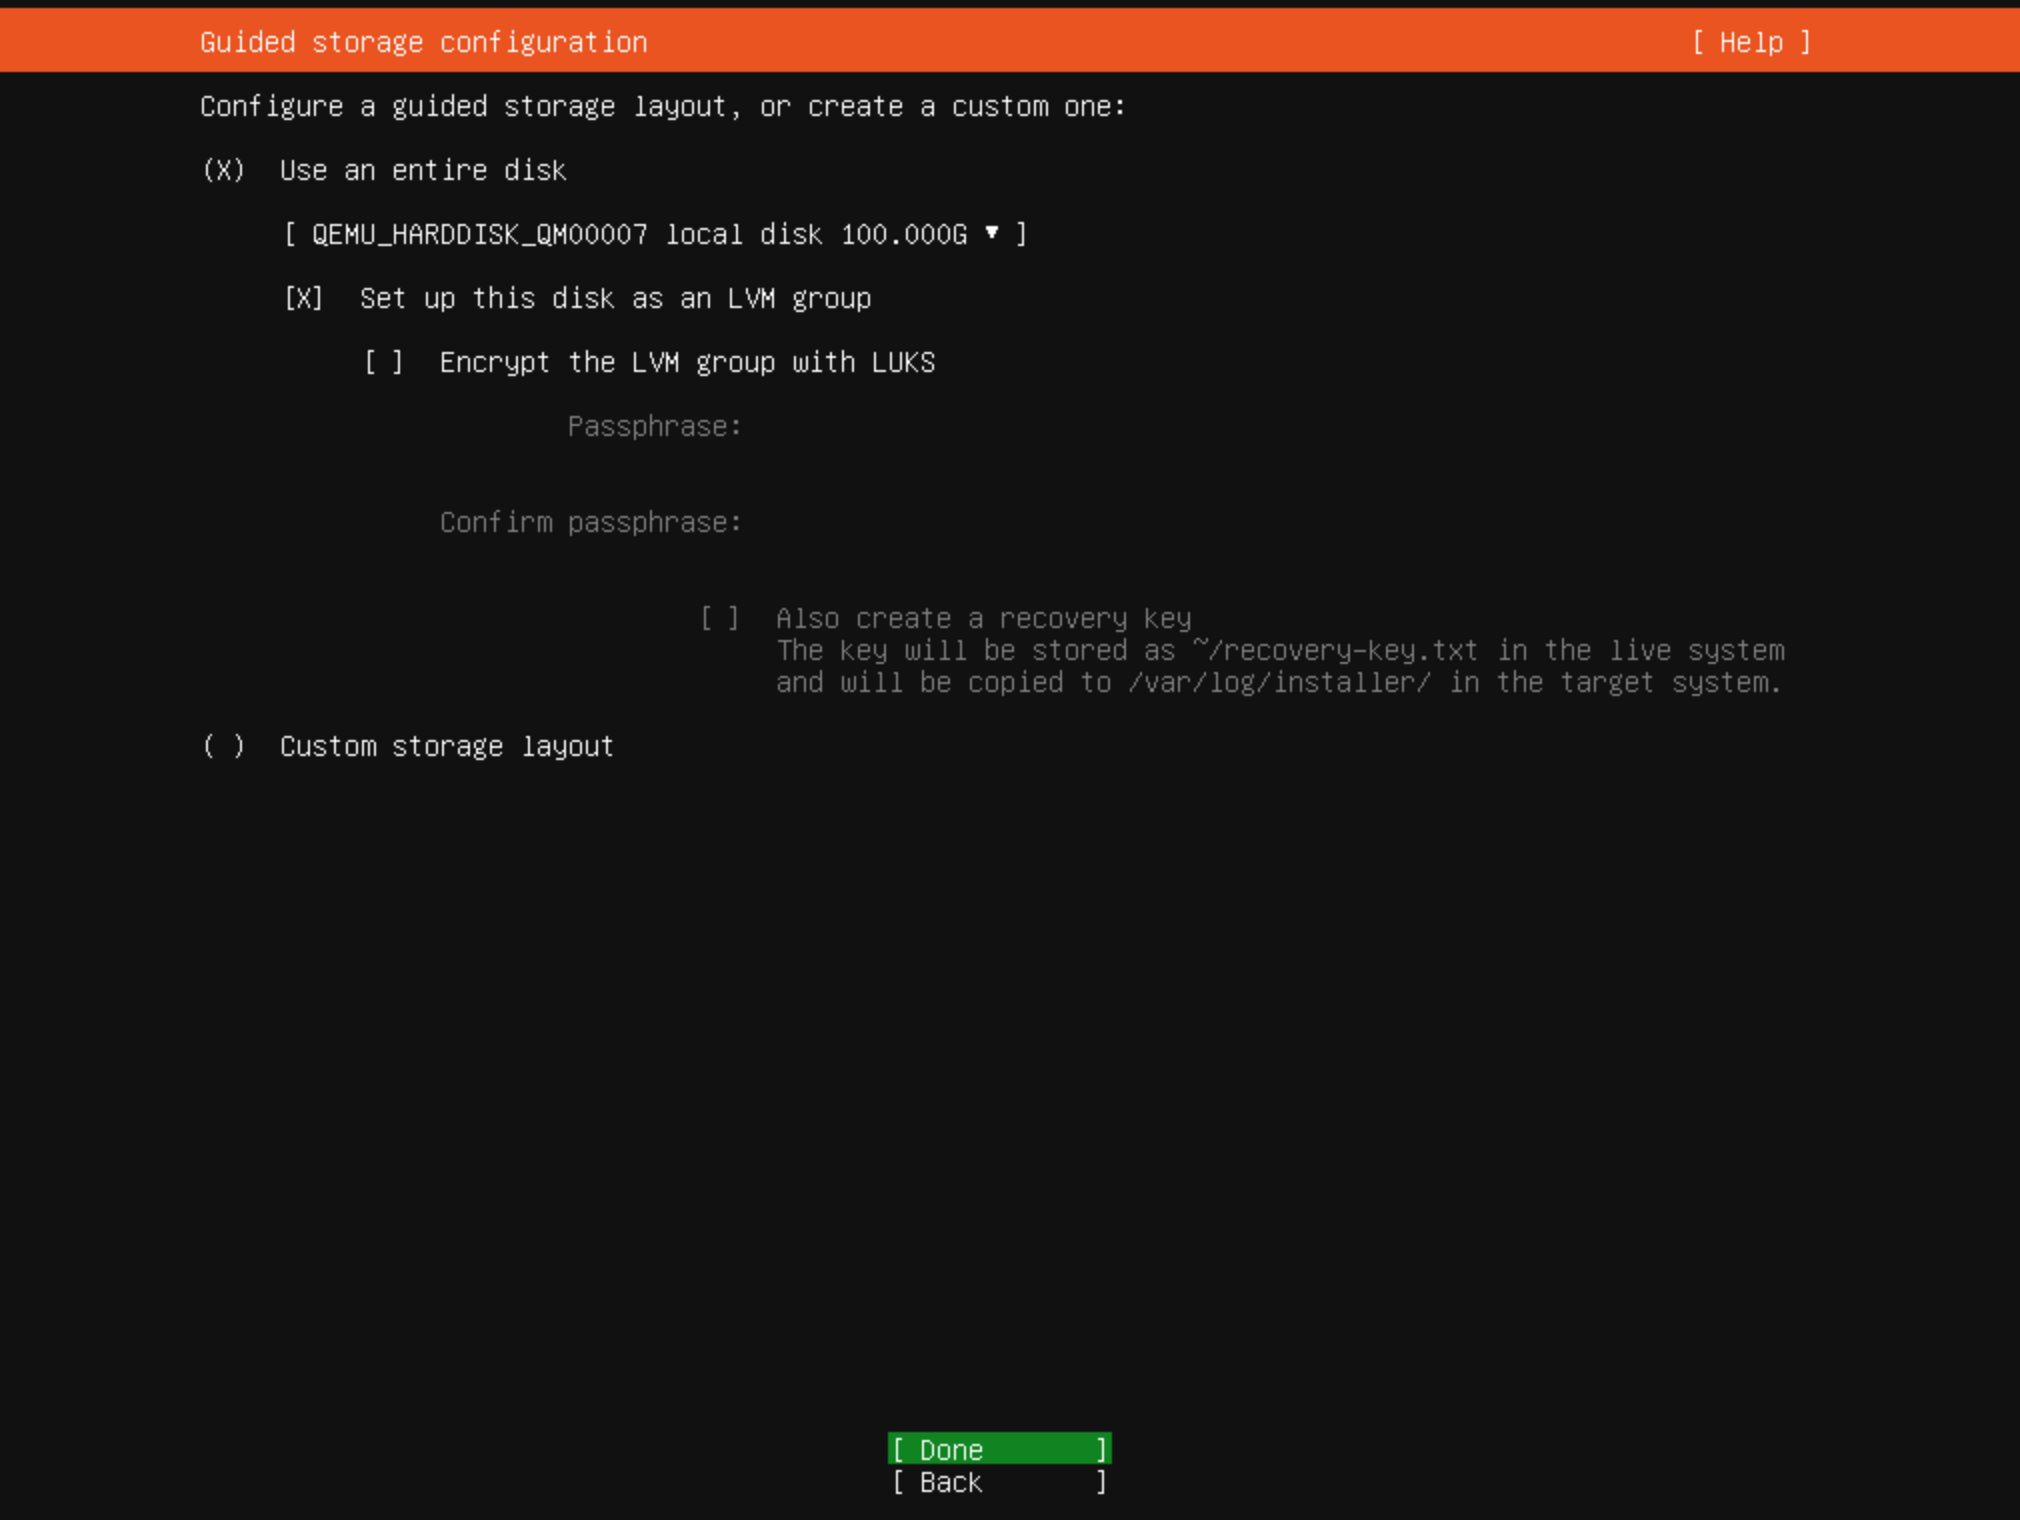 Guided storage configuration [ Help ]
Configure a guided storage layout, or create a custom one:
(X) Use an entire disk
[ QEMU_HARDDISK_QM00007 local disk 100.000G ▾ ]
[X] Set up this disk as an LVM group
[ ] Encrypt the LVM group with LUKS
Passphrase:
Confirm passphrase:
[ ] Also create a recovery key
The key will be stored as ~/recovery-key.txt in the live system
and will be copied to /var/log/installer/ in the target system.
( ) Custom storage layout
[ Done ]
[ Back ]